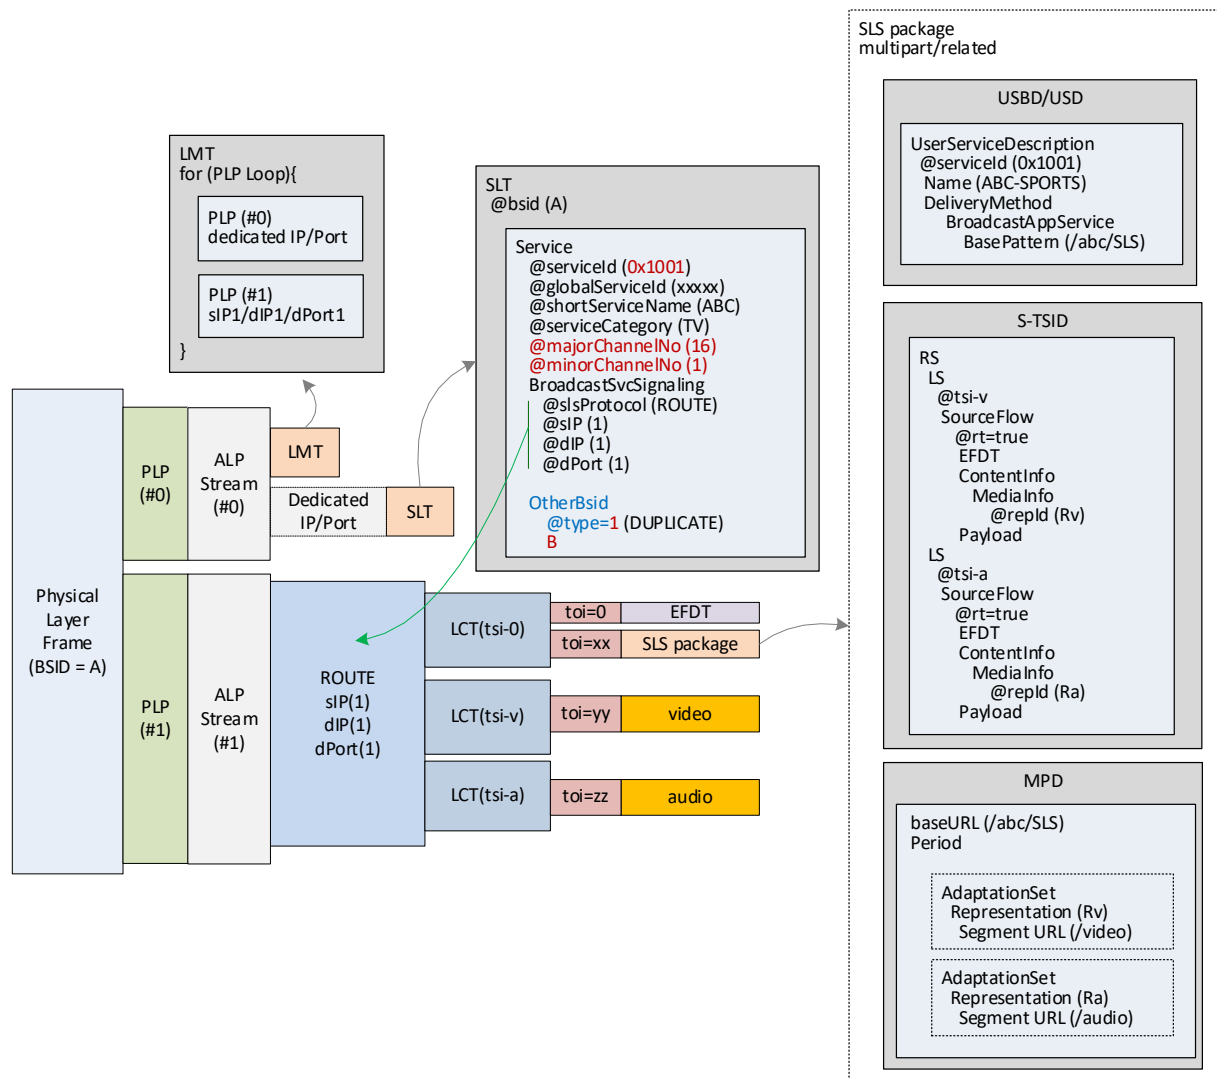 SLS package
multipart/related
USBD/USD
UserServiceDescription
@serviceId (0x1001)
Name (ABC-SPORTS)
DeliveryMethod
BroadcastAppService
BasePattern (/abc/SLS)
LMT
for (PLP Loop){
PLP (#0)
dedicated IP/Port
PLP (#1)
sIP1/dIP1/dPort1
}
SLT
@bsid (A)
Service
@serviceId (0x1001)
@globalServiceId (xxxxx)
@shortServiceName (ABC)
@serviceCategory (TV)
@majorChannelNo (16)
@minorChannelNo (1)
BroadcastSvcSignaling
@slsProtocol (ROUTE)
@sIP (1)
@dIP (1)
@dPort (1)
OtherBsid
@type=1 (DUPLICATE)
B
S-TSID
RS
LS
@tsi-v
SourceFlow
@rt=true
EFDT
ContentInfo
MediaInfo
@repId (Rv)
Payload
LS
@tsi-a
SourceFlow
@rt=true
EFDT
ContentInfo
MediaInfo
@repId (Ra)
Payload
Physical
Layer
Frame
(BSID = A)
PLP
(#0)
ALP
Stream
(#0)
LMT
Dedicated
IP/Port
SLT
PLP
(#1)
ALP
Stream
(#1)
ROUTE
sIP(1)
dIP(1)
dPort(1)
LCT(tsi-0)
toi=0
EFDT
toi=xx
SLS package
LCT(tsi-v)
toi=yy
video
LCT(tsi-a)
toi=zz
audio
MPD
baseURL (/abc/SLS)
Period
AdaptationSet
Representation (Rv)
Segment URL (/video)
AdaptationSet
Representation (Ra)
Segment URL (/audio)